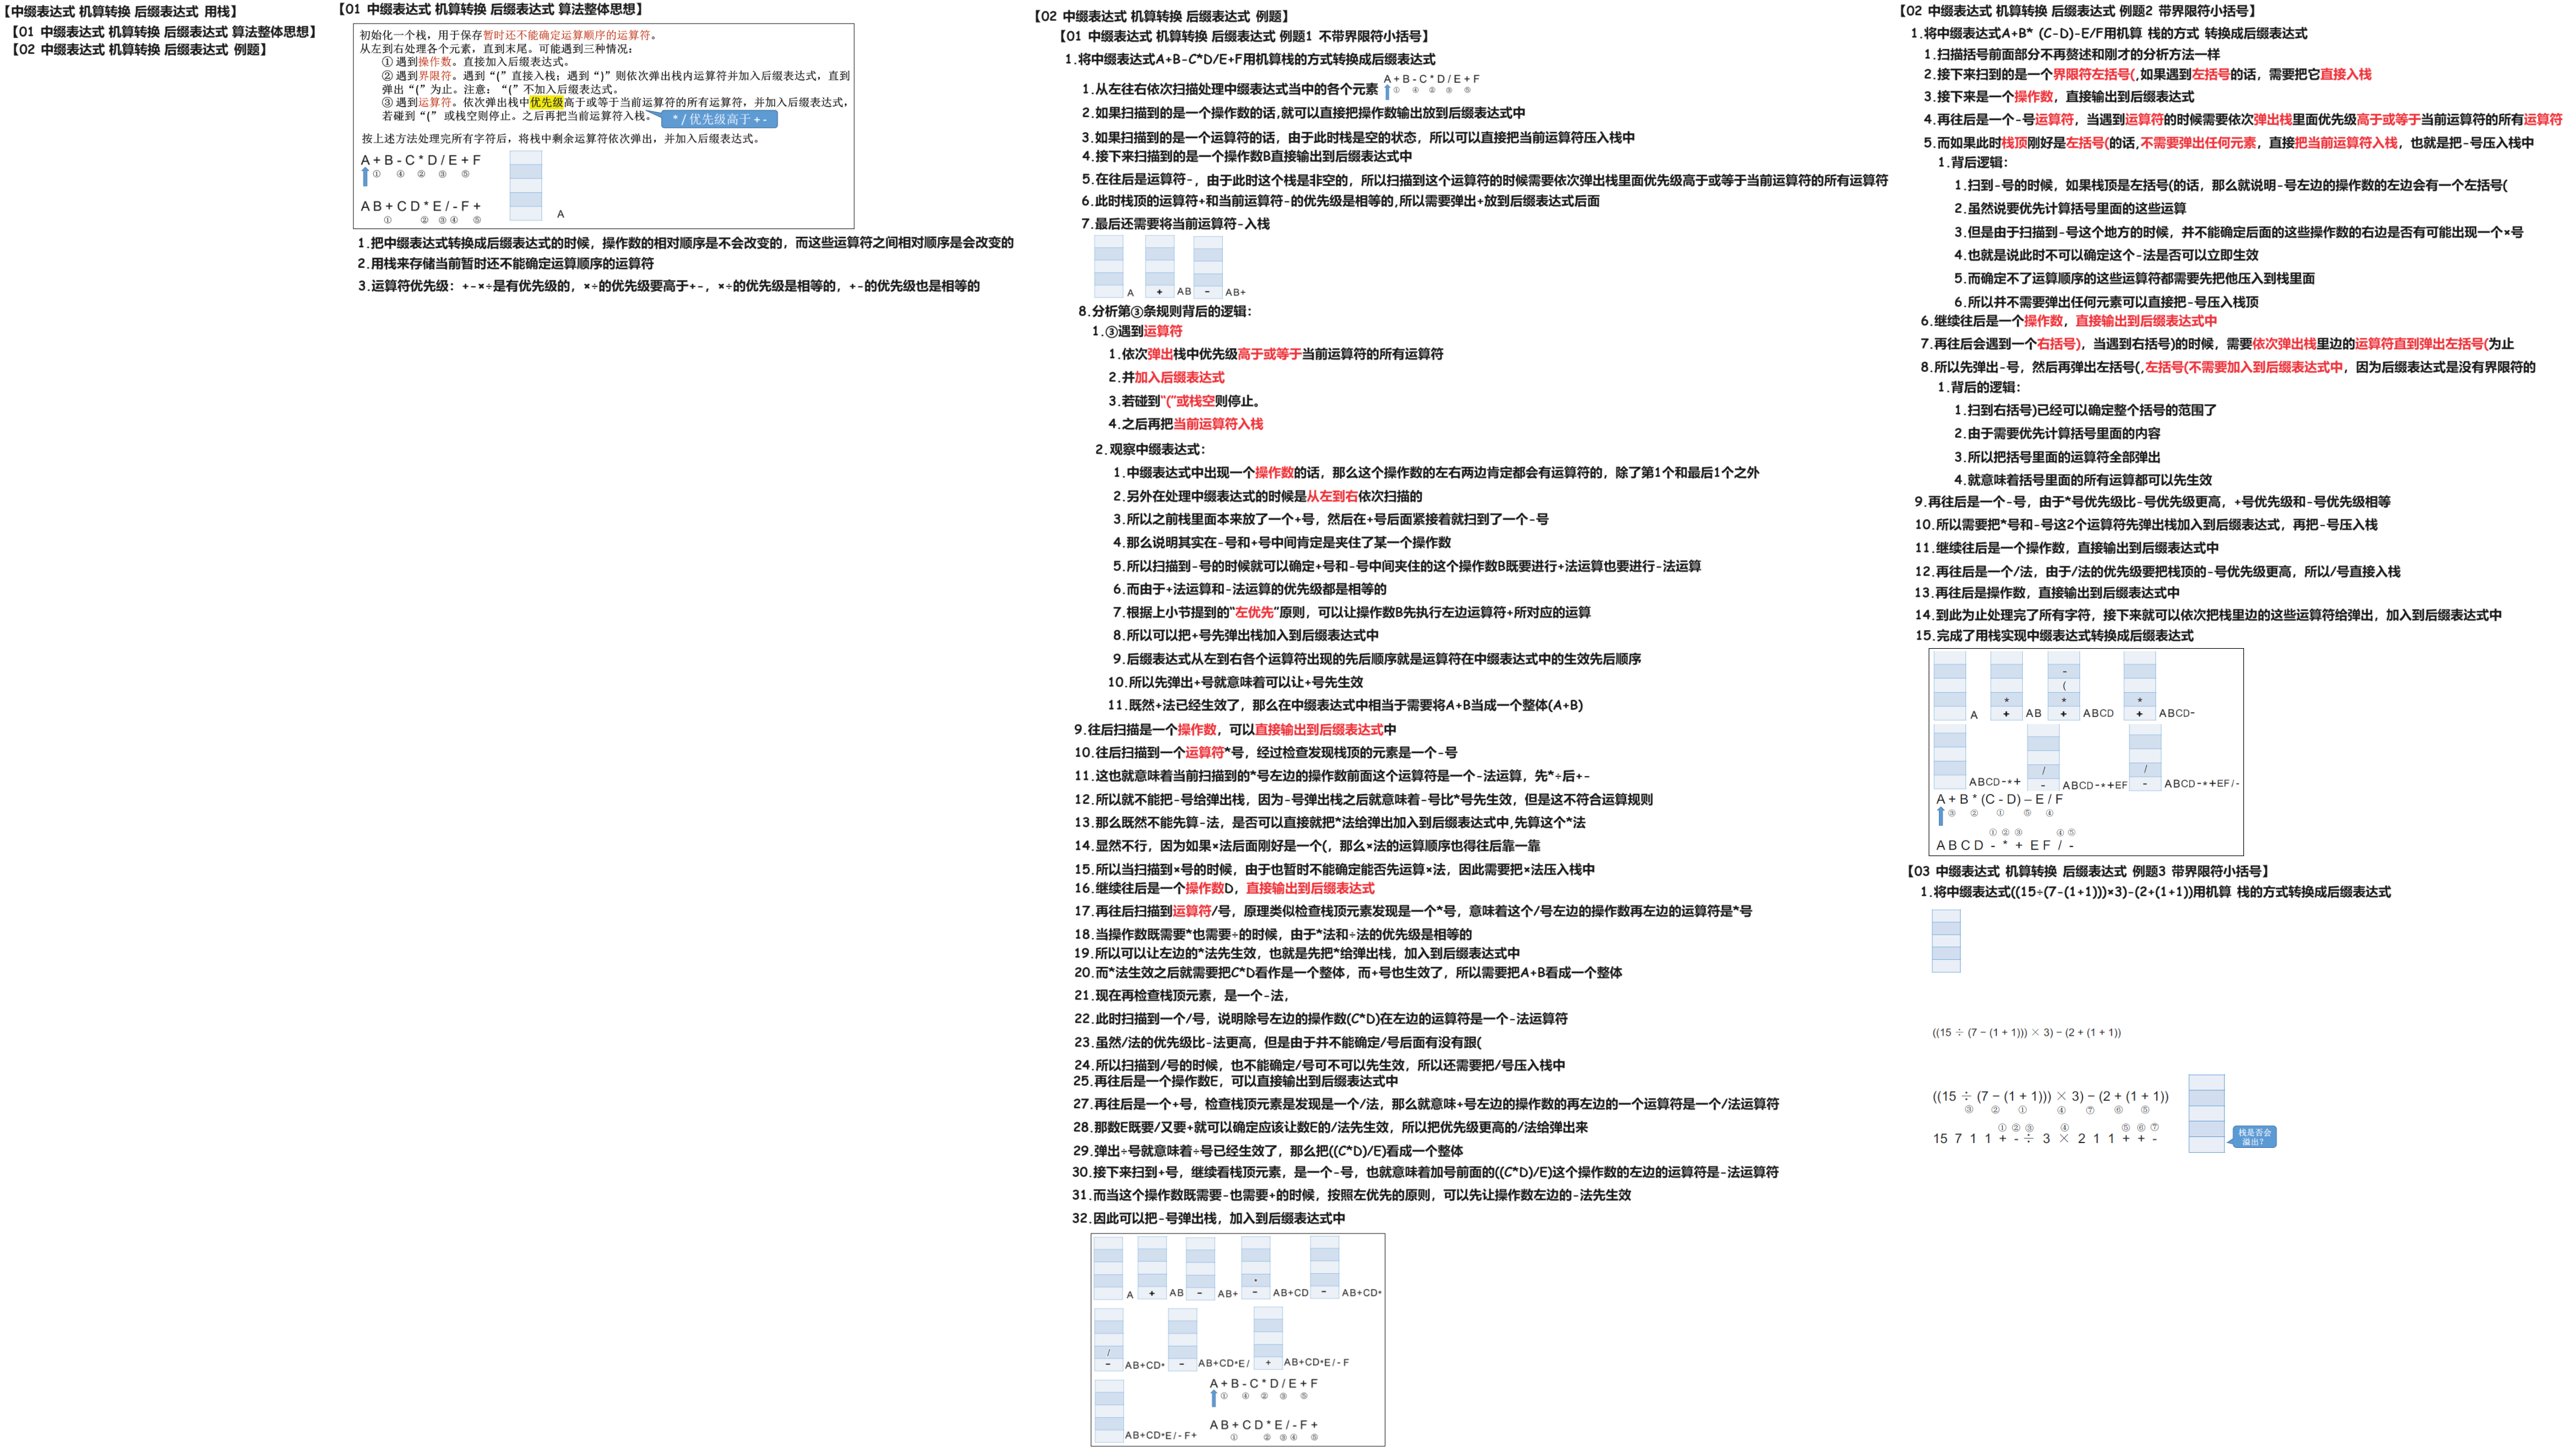 【中缀表达式 机算转换 后缀表达式 用栈】
【01 中缀表达式 机算转换 后缀表达式 算法整体思想】
【02 中缀表达式 机算转换 后缀表达式 例题】
【01 中缀表达式 机算转换 后缀表达式 算法整体思想】
初始化一个栈，用于保存暂时还不能确定运算顺序的运算符。
从左到右处理各个元素，直到末尾。可能遇到三种情况：
① 遇到操作数。直接加入后缀表达式。
② 遇到界限符。遇到“(”直接入栈；遇到“)”则依次弹出栈内运算符并加入后缀表达式，直到
弹出“(”为止。注意：“(”不加入后缀表达式。
③ 遇到运算符。依次弹出栈中优先级高于或等于当前运算符的所有运算符，并加入后缀表达式，
若碰到“(” 或栈空则停止。之后再把当前运算符入栈。
* / 优先级高于 + -
按上述方法处理完所有字符后，将栈中剩余运算符依次弹出，并加入后缀表达式。
A + B - C * D / E + F
① ④ ② ③ ⑤
A B + C D * E / - F +
① ② ③ ④ ⑤
A
1.把中缀表达式转换成后缀表达式的时候，操作数的相对顺序是不会改变的，而这些运算符之间相对顺序是会改变的
2.用栈来存储当前暂时还不能确定运算顺序的运算符
3.运算符优先级：+-×÷是有优先级的，×÷的优先级要高于+-，×÷的优先级是相等的，+-的优先级也是相等的
【02 中缀表达式 机算转换 后缀表达式 例题】
【01 中缀表达式 机算转换 后缀表达式 例题1 不带界限符小括号】
1.将中缀表达式A+B-C*D/E+F用机算栈的方式转换成后缀表达式
1.从左往右依次扫描处理中缀表达式当中的各个元素
A + B - C * D / E + F
① ④ ② ③ ⑤
2.如果扫描到的是一个操作数的话,就可以直接把操作数输出放到后缀表达式中
3.如果扫描到的是一个运算符的话，由于此时栈是空的状态，所以可以直接把当前运算符压入栈中
4.接下来扫描到的是一个操作数B直接输出到后缀表达式中
5.在往后是运算符-，由于此时这个栈是非空的，所以扫描到这个运算符的时候需要依次弹出栈里面优先级高于或等于当前运算符的所有运算符
6.此时栈顶的运算符+和当前运算符-的优先级是相等的,所以需要弹出+放到后缀表达式后面
7.最后还需要将当前运算符-入栈
A + AB - AB+
8.分析第③条规则背后的逻辑：
1.③遇到运算符
1.依次弹出栈中优先级高于或等于当前运算符的所有运算符
2.并加入后缀表达式
3.若碰到“(”或栈空则停止。
4.之后再把当前运算符入栈
2.观察中缀表达式：
1.中缀表达式中出现一个操作数的话，那么这个操作数的左右两边肯定都会有运算符的，除了第1个和最后1个之外
2.另外在处理中缀表达式的时候是从左到右依次扫描的
3.所以之前栈里面本来放了一个+号，然后在+号后面紧接着就扫到了一个-号
4.那么说明其实在-号和+号中间肯定是夹住了某一个操作数
5.所以扫描到-号的时候就可以确定+号和-号中间夹住的这个操作数B既要进行+法运算也要进行-法运算
6.而由于+法运算和-法运算的优先级都是相等的
7.根据上小节提到的“左优先”原则，可以让操作数B先执行左边运算符+所对应的运算
8.所以可以把+号先弹出栈加入到后缀表达式中
9.后缀表达式从左到右各个运算符出现的先后顺序就是运算符在中缀表达式中的生效先后顺序
10.所以先弹出+号就意味着可以让+号先生效
11.既然+法已经生效了，那么在中缀表达式中相当于需要将A+B当成一个整体(A+B)
9.往后扫描是一个操作数，可以直接输出到后缀表达式中
10.往后扫描到一个运算符*号，经过检查发现栈顶的元素是一个-号
11.这也就意味着当前扫描到的*号左边的操作数前面这个运算符是一个-法运算，先*÷后+-
12.所以就不能把-号给弹出栈，因为-号弹出栈之后就意味着-号比*号先生效，但是这不符合运算规则
13.那么既然不能先算-法，是否可以直接就把*法给弹出加入到后缀表达式中,先算这个*法
14.显然不行，因为如果×法后面刚好是一个(，那么×法的运算顺序也得往后靠一靠
15.所以当扫描到×号的时候，由于也暂时不能确定能否先运算×法，因此需要把×法压入栈中
16.继续往后是一个操作数D，直接输出到后缀表达式
17.再往后扫描到运算符/号，原理类似检查栈顶元素发现是一个*号，意味着这个/号左边的操作数再左边的运算符是*号
18.当操作数既需要*也需要÷的时候，由于*法和÷法的优先级是相等的
19.所以可以让左边的*法先生效，也就是先把*给弹出栈，加入到后缀表达式中
20.而*法生效之后就需要把C*D看作是一个整体，而+号也生效了，所以需要把A+B看成一个整体
21.现在再检查栈顶元素，是一个-法，
22.此时扫描到一个/号，说明除号左边的操作数(C*D)在左边的运算符是一个-法运算符
23.虽然/法的优先级比-法更高，但是由于并不能确定/号后面有没有跟(
24.所以扫描到/号的时候，也不能确定/号可不可以先生效，所以还需要把/号压入栈中
25.再往后是一个操作数E，可以直接输出到后缀表达式中
27.再往后是一个+号，检查栈顶元素是发现是一个/法，那么就意味+号左边的操作数的再左边的一个运算符是一个/法运算符
28.那数E既要/又要+就可以确定应该让数E的/法先生效，所以把优先级更高的/法给弹出来
29.弹出÷号就意味着÷号已经生效了，那么把((C*D)/E)看成一个整体
30.接下来扫到+号，继续看栈顶元素，是一个-号，也就意味着加号前面的((C*D)/E)这个操作数的左边的运算符是-法运算符
31.而当这个操作数既需要-也需要+的时候，按照左优先的原则，可以先让操作数左边的-法先生效
32.因此可以把-号弹出栈，加入到后缀表达式中
A + AB - AB+ * - AB+CD - AB+CD*
/ - AB+CD* - AB+CD*E/ + AB+CD*E/-F
A + B - C * D / E + F
① ④ ② ③ ⑤
AB+CD*E/-F+
A B + C D * E / - F +
① ② ③ ④ ⑤
【02 中缀表达式 机算转换 后缀表达式 例题2 带界限符小括号】
1.将中缀表达式A+B* (C-D)-E/F用机算 栈的方式 转换成后缀表达式
1.扫描括号前面部分不再赘述和刚才的分析方法一样
2.接下来扫到的是一个界限符左括号(,如果遇到左括号的话，需要把它直接入栈
3.接下来是一个操作数，直接输出到后缀表达式
4.再往后是一个-号运算符，当遇到运算符的时候需要依次弹出栈里面优先级高于或等于当前运算符的所有运算符
5.而如果此时栈顶刚好是左括号(的话,不需要弹出任何元素，直接把当前运算符入栈，也就是把-号压入栈中
1.背后逻辑：
1.扫到-号的时候，如果栈顶是左括号(的话，那么就说明-号左边的操作数的左边会有一个左括号(
2.虽然说要优先计算括号里面的这些运算
3.但是由于扫描到-号这个地方的时候，并不能确定后面的这些操作数的右边是否有可能出现一个×号
4.也就是说此时不可以确定这个-法是否可以立即生效
5.而确定不了运算顺序的这些运算符都需要先把他压入到栈里面
6.所以并不需要弹出任何元素可以直接把-号压入栈顶
6.继续往后是一个操作数，直接输出到后缀表达式中
7.再往后会遇到一个右括号)，当遇到右括号)的时候，需要依次弹出栈里边的运算符直到弹出左括号(为止
8.所以先弹出-号，然后再弹出左括号(,左括号(不需要加入到后缀表达式中，因为后缀表达式是没有界限符的
1.背后的逻辑：
1.扫到右括号)已经可以确定整个括号的范围了
2.由于需要优先计算括号里面的内容
3.所以把括号里面的运算符全部弹出
4.就意味着括号里面的所有运算都可以先生效
9.再往后是一个-号，由于*号优先级比-号优先级更高，+号优先级和-号优先级相等
10.所以需要把*号和-号这2个运算符先弹出栈加入到后缀表达式，再把-号压入栈
11.继续往后是一个操作数，直接输出到后缀表达式中
12.再往后是一个/法，由于/法的优先级要把栈顶的-号优先级更高，所以/号直接入栈
13.再往后是操作数，直接输出到后缀表达式中
14.到此为止处理完了所有字符，接下来就可以依次把栈里边的这些运算符给弹出，加入到后缀表达式中
15.完成了用栈实现中缀表达式转换成后缀表达式
A * + AB - ( * + ABCD * + ABCD-
ABCD-*+ / - ABCD-*+EF / - ABCD-*+EF/-
A + B * (C - D) – E / F
③ ② ① ⑤ ④
① ② ③ ④ ⑤
A B C D - * + E F / -
【03 中缀表达式 机算转换 后缀表达式 例题3 带界限符小括号】
1.将中缀表达式((15÷(7-(1+1)))×3)-(2+(1+1))用机算 栈的方式转换成后缀表达式
((15 ÷ (7 − (1 + 1))) × 3) − (2 + (1 + 1))
((15 ÷ (7 − (1 + 1))) × 3) − (2 + (1 + 1))
③ ② ① ④ ⑦ ⑥ ⑤
① ② ③ ④ ⑤ ⑥ ⑦
15 7 1 1 + - ÷ 3 × 2 1 1 + + -
栈是否会
溢出？